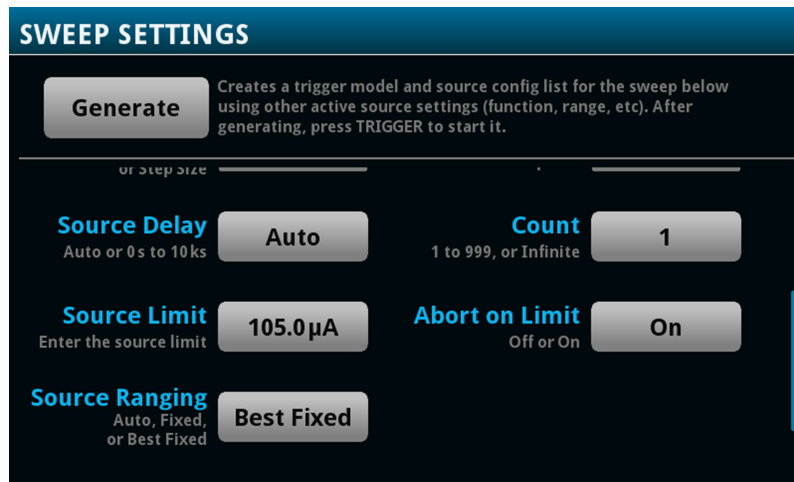 SWEEP SETTINGS
Generate
Creates a trigger model and source config list for the sweep below
using other active source settings (function, range, etc). After
generating, press TRIGGER to start it.
or Step Size
Source Delay
Auto or 0s to 10ks
Auto
Count
1 to 999, or Infinite
1
Source Limit
Enter the source limit
105.0µA
Abort on Limit
Off or On
On
Source Ranging
Auto, Fixed,
or Best Fixed
Best Fixed